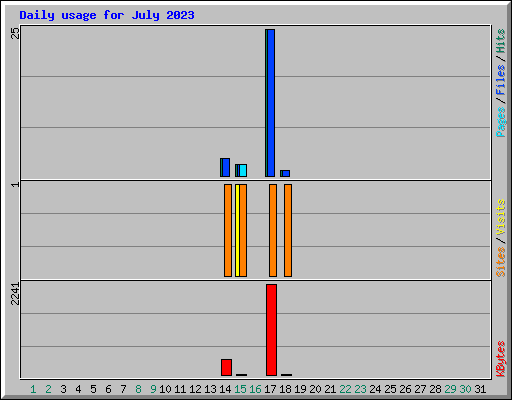 Daily usage for July 2023
25
1
2241
Pages / Files / Hits
Sites / Visits
KBytes
1 2 3 4 5 6 7 8 9 10 11 12 13 14 15 16 17 18 19 20 21 22 23 24 25 26 27 28 29 30 31